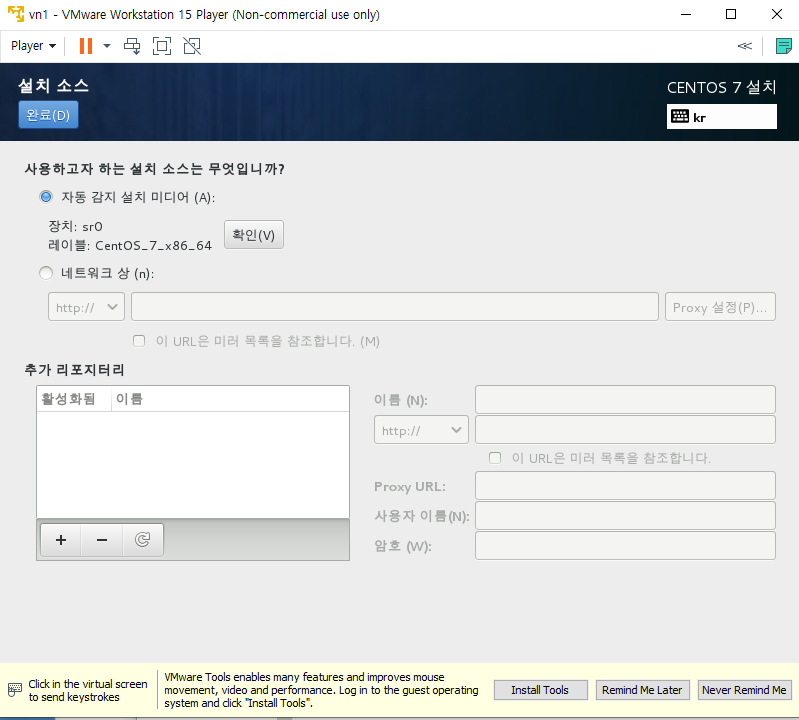 vn1 - VMware Workstation 15 Player (Non-commercial use only)
Player
설치 소스
CENTOS 7 설치
완료(D)
kr
사용하고자 하는 설치 소스는 무엇입니까?
자동 감지 설치 미디어 (A):
장치: sr0
레이블: CentOS_7_x86_64
확인(V)
네트워크 상 (n):
http://
Proxy 설정(P)...
이 URL은 미러 목록을 참조합니다. (M)
추가 리포지터리
활성화됨 이름
이름 (N):
http://
이 URL은 미러 목록을 참조합니다.
Proxy URL:
사용자 이름(N):
암호 (W):
Click in the virtual screen
to send keystrokes
VMware Tools enables many features and improves mouse
movement, video and performance. Log in to the guest operating
system and click "Install Tools".
Install Tools
Remind Me Later
Never Remind Me